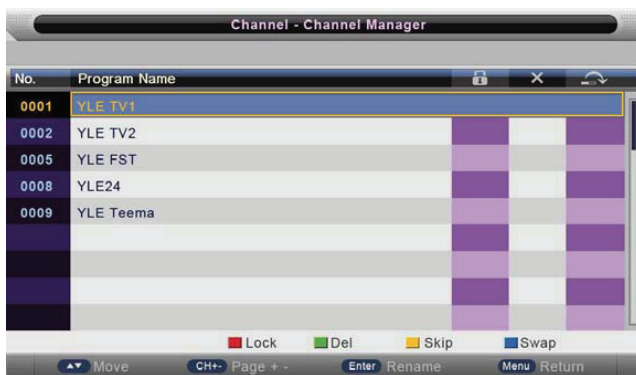 Channel - Channel Manager
No. Program Name
0001 YLE TV1
0002 YLE TV2
0005 YLE FST
0008 YLE24
0009 YLE Teema
Lock Del Skip Swap
Move CH+- Page + - Enter Rename Menu Return